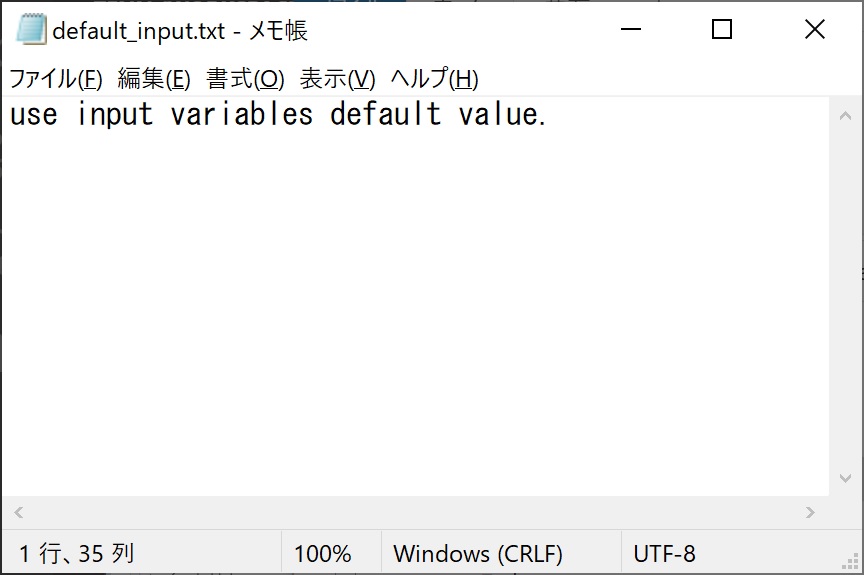 default_input.txt - メモ帳
ファイル(F) 編集(E) 書式(O) 表示(V) ヘルプ(H)
use input variables default value.
1 行、35 列 100% Windows (CRLF) UTF-8